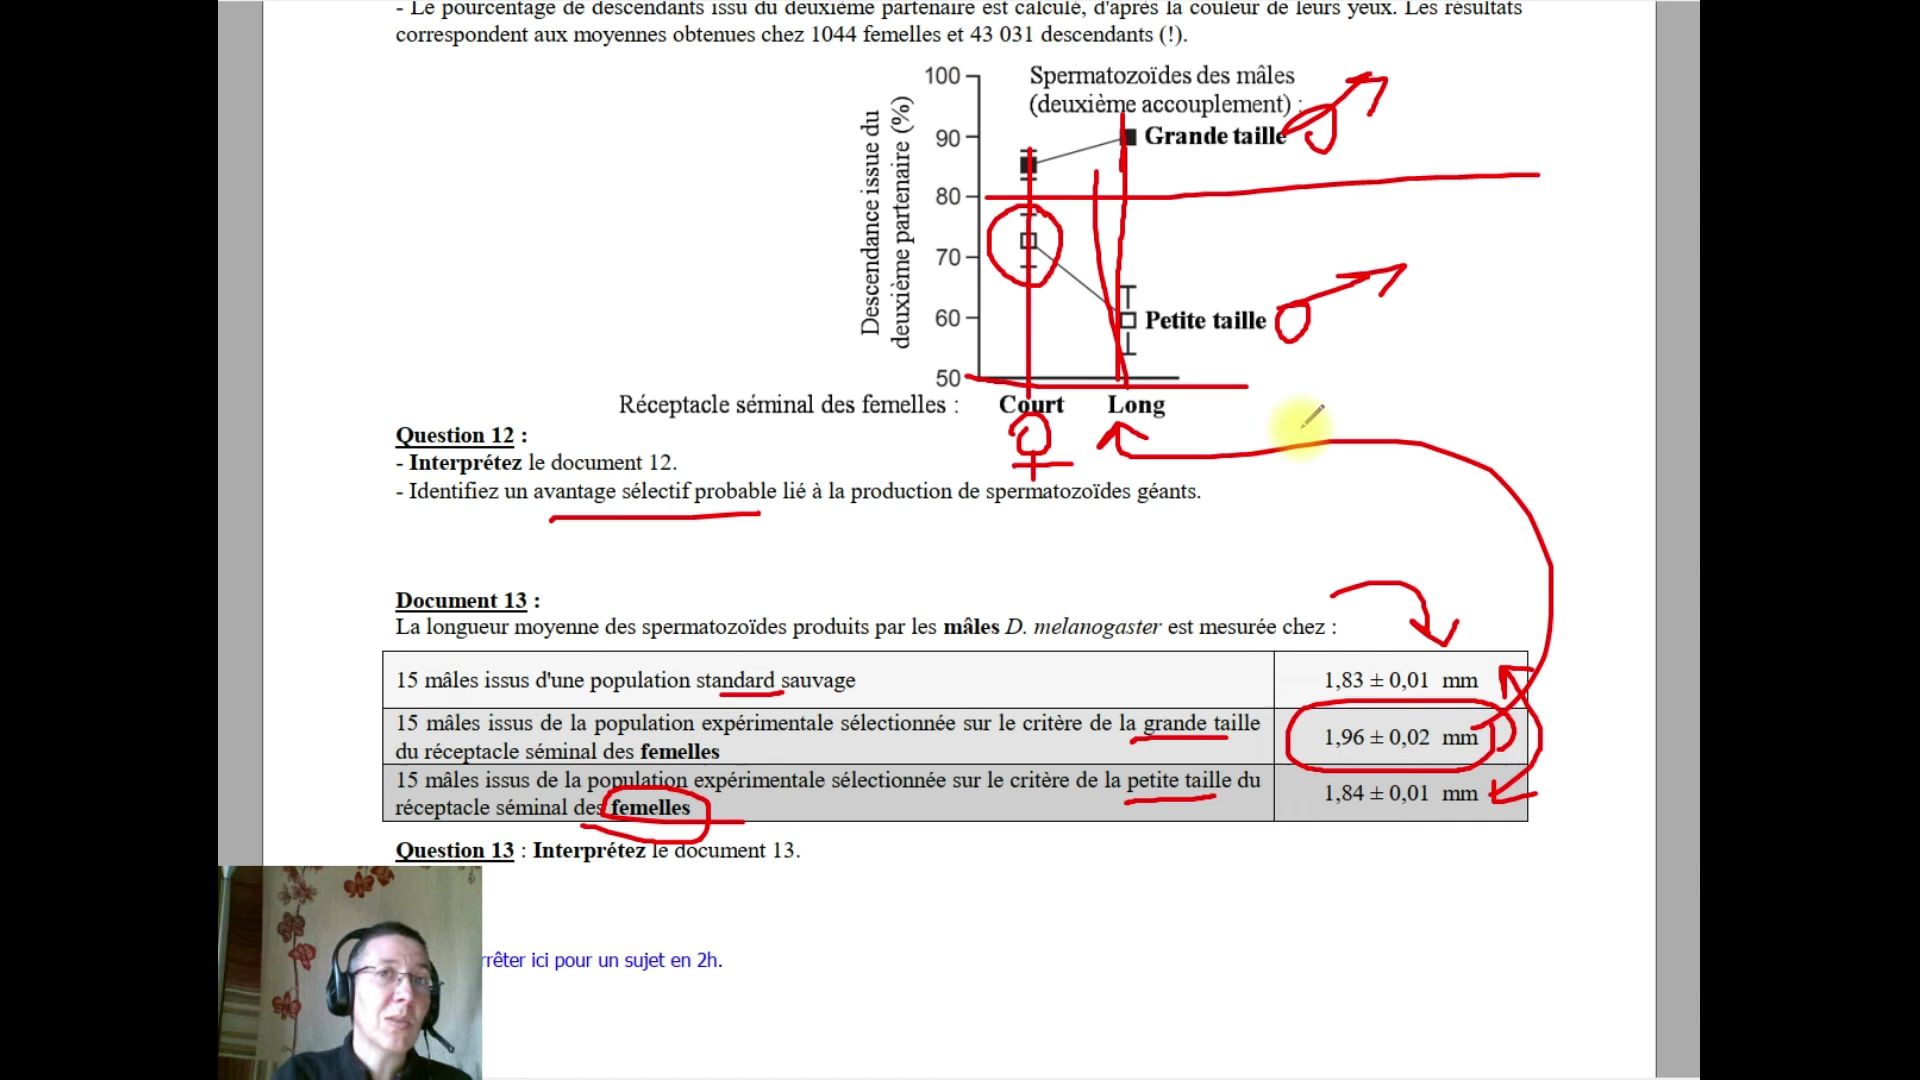 - Le pourcentage de descendants issu du deuxième partenaire est calculé, d'après la couleur de leurs yeux. Les résultats
correspondent aux moyennes obtenues chez 1044 femelles et 43 031 descendants (!).
Descendance issue du
deuxième partenaire (%)
100
90
80
70
60
50
Spermatozoïdes des mâles
(deuxième accouplement) :
Grande taille
Petite taille
Réceptacle séminal des femelles : Court Long
Question 12 :
- Interprétez le document 12.
- Identifiez un avantage sélectif probable lié à la production de spermatozoïdes géants.
Document 13 :
La longueur moyenne des spermatozoïdes produits par les mâles D. melanogaster est mesurée chez :
15 mâles issus d'une population standard sauvage 1,83 ± 0,01 mm
15 mâles issus de la population expérimentale sélectionnée sur le critère de la grande taille
du réceptacle séminal des femelles 1,96 ± 0,02 mm
15 mâles issus de la population expérimentale sélectionnée sur le critère de la petite taille du
réceptacle séminal des femelles 1,84 ± 0,01 mm
Question 13 : Interprétez le document 13.
rrêter ici pour un sujet en 2h.